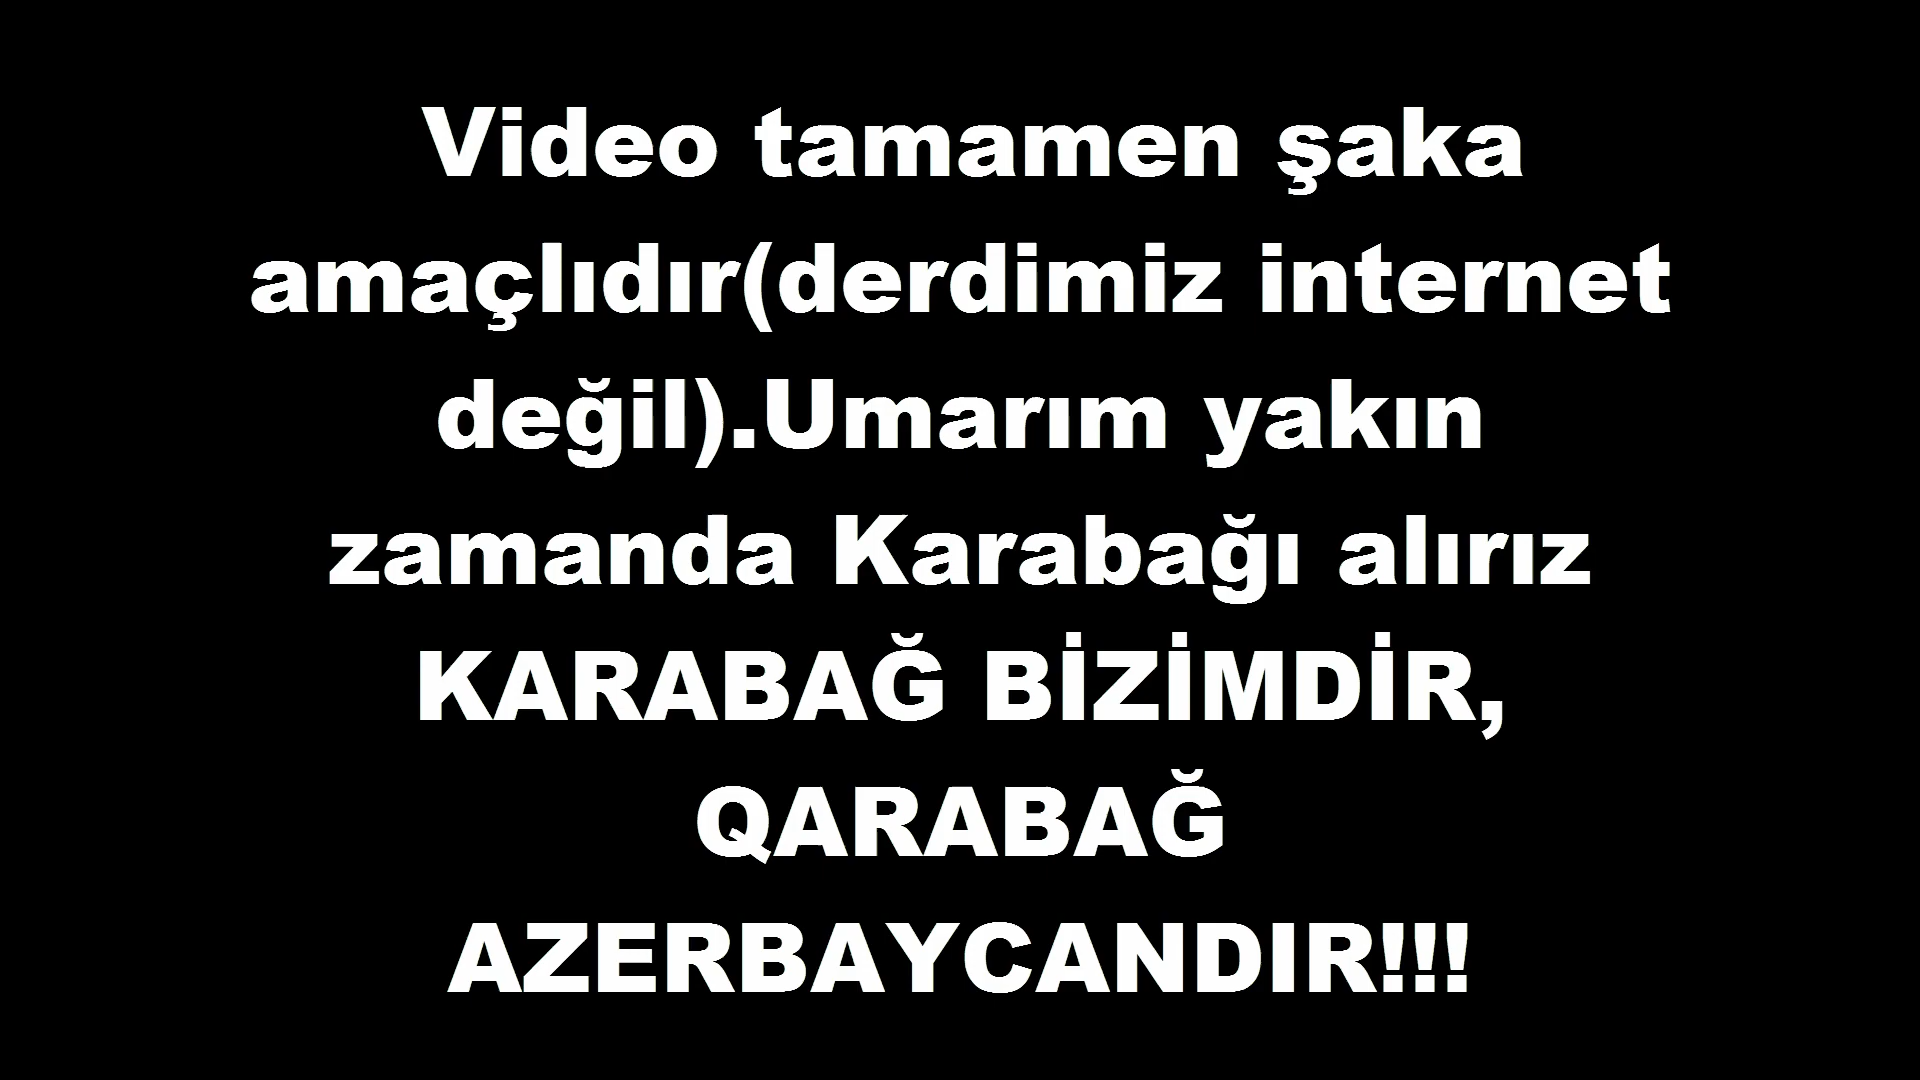 Video tamamen şaka
amaçlıdır(derdimiz internet
değil).Umarım yakın
zamanda Karabağı alırız
KARABAĞ BİZİMDİR,
QARABAĞ
AZERBAYCANDIR!!!